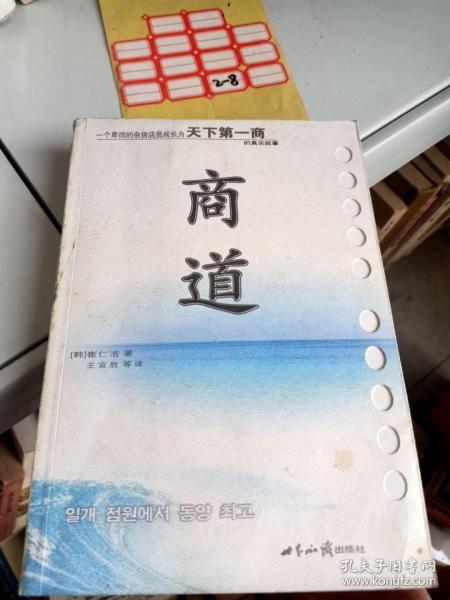 2-8
一个卑微的杂货店员成长为天下第一商
的真实故事
商
道
[韩]崔仁浩 著
王宜胜 等译
일개 점원에서 동양 최고
世界知识出版社
孔夫子旧书网
kongfz.com